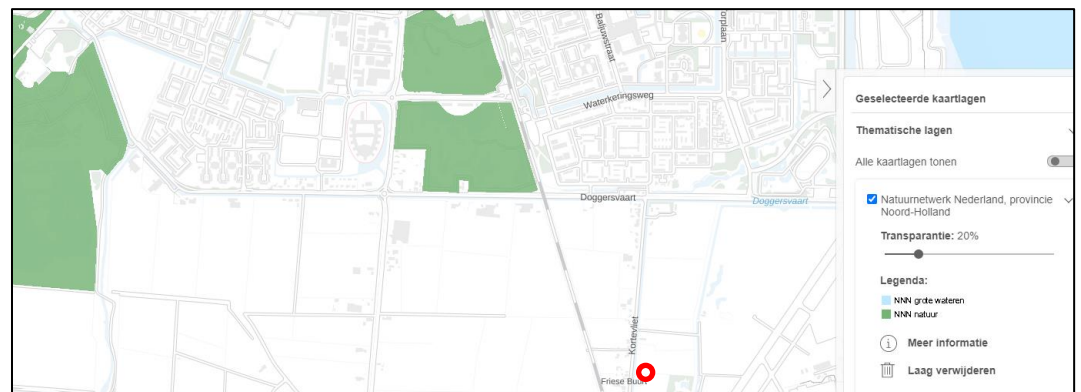 Baljuwstraat
orplaan
Waterkeringsweg
Doggersvaart
Doggersvaart
Kortevliet
Friese Buurt
Geselecteerde kaartlagen
Thematische lagen
Alle kaartlagen tonen
Natuurnetwerk Nederland, provincie
Noord-Holland
Transparantie: 20%
Legenda:
NNN grote wateren
NNN natuur
i
Meer informatie
Laag verwijderen